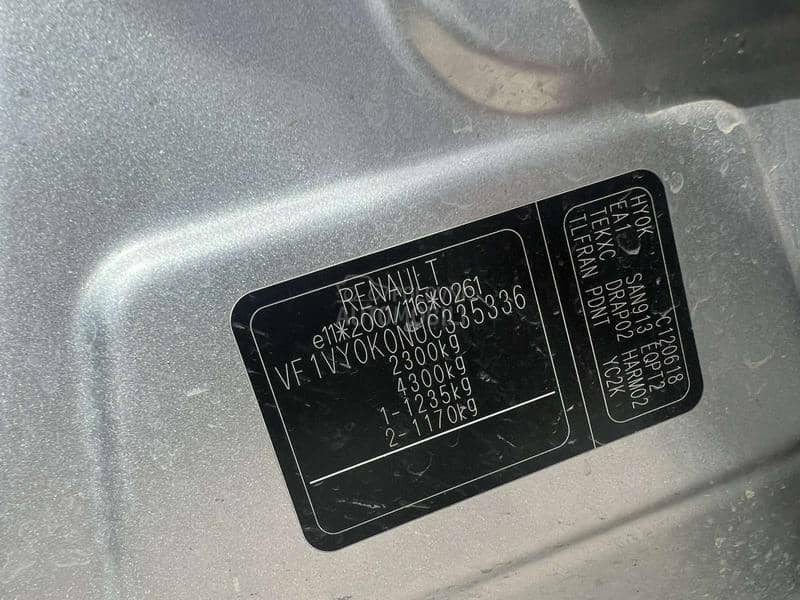 RENAULT
e11*2001/116*0261
VF1VY0K0NUC335336
2300kg
4300kg
1-1235kg
2-1170kg
HY0K C120618
EA1 SAN913 EQPT2
TEKXC DRAP02 HARM02
TLFRAN PDNT YC2K